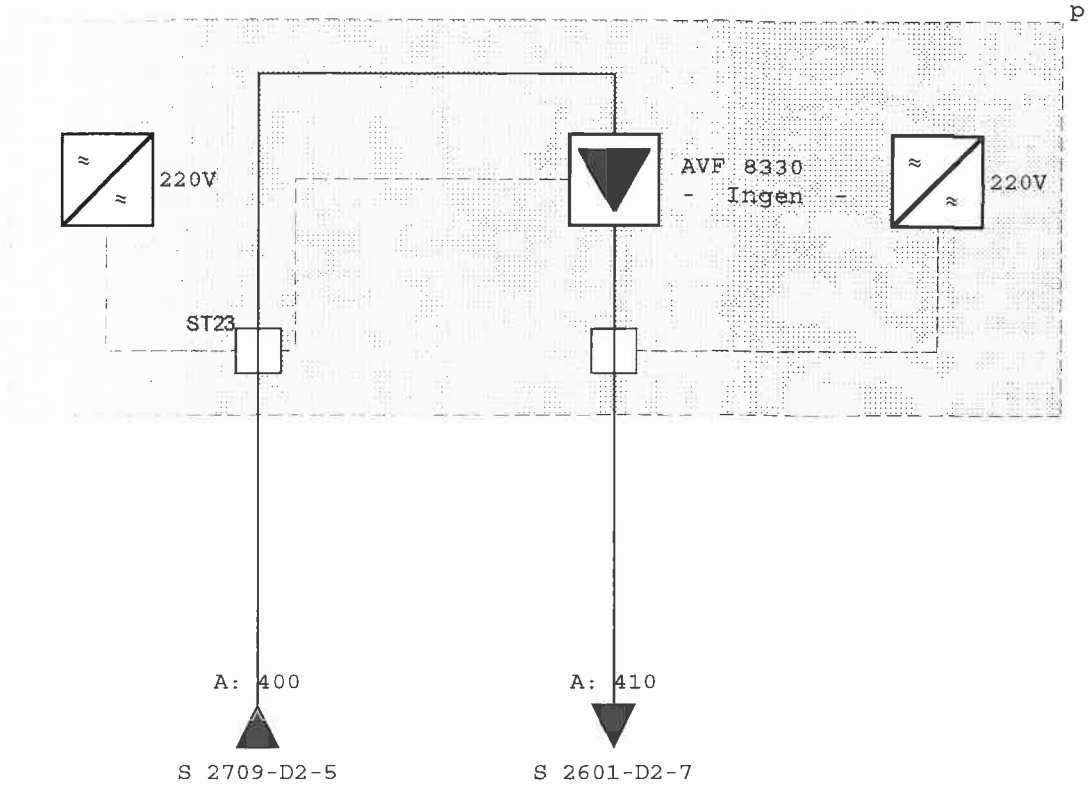 p
220V
AVF 8330
- Ingen -
220V
ST23
A: 400
A: 410
S 2709-D2-5
S 2601-D2-7